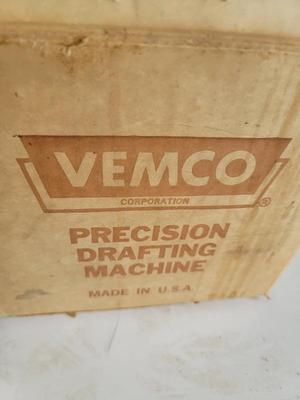 VEMCO
CORPORATION
®
PRECISION
DRAFTING
MACHINE
MADE IN U.S.A.